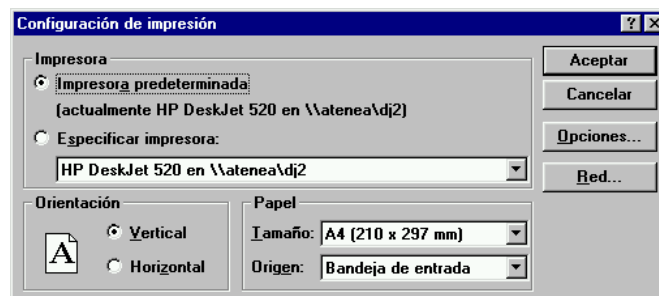 Configuración de impresión
Impresora
Impresora predeterminada
(actualmente HP DeskJet 520 en \\atenea\dj2)
Especificar impresora:
HP DeskJet 520 en \\atenea\dj2
Aceptar
Cancelar
Opciones...
Red...
Orientación
A
Vertical
Horizontal
Papel
Tamaño: A4 (210 x 297 mm)
Origen: Bandeja de entrada